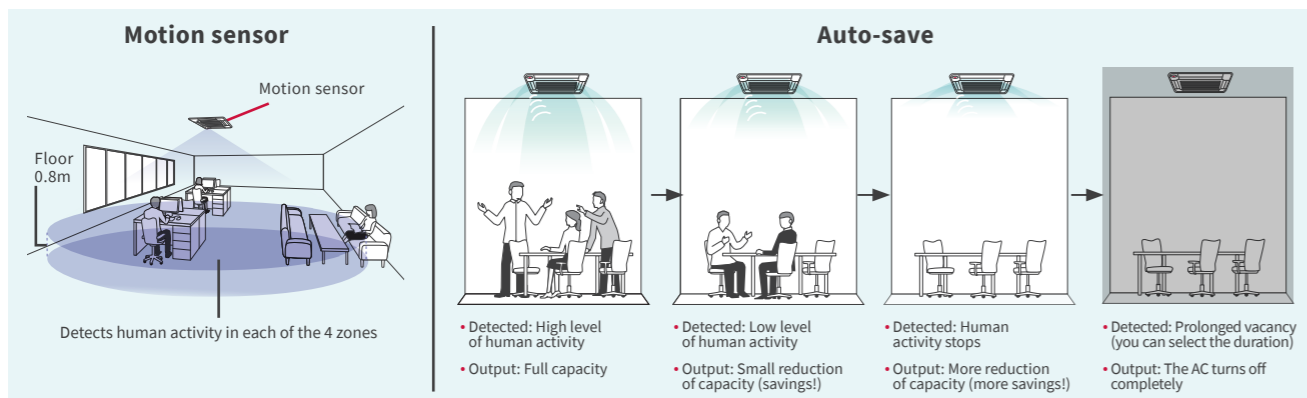 Motion sensor
Motion sensor
Floor
0.8m
Detects human activity in each of the 4 zones
Auto-save
• Detected: High level
of human activity
• Output: Full capacity
• Detected: Low level
of human activity
• Output: Small reduction
of capacity (savings!)
• Detected: Human
activity stops
• Output: More reduction
of capacity (more savings!)
• Detected: Prolonged vacancy
(you can select the duration)
• Output: The AC turns off
completely